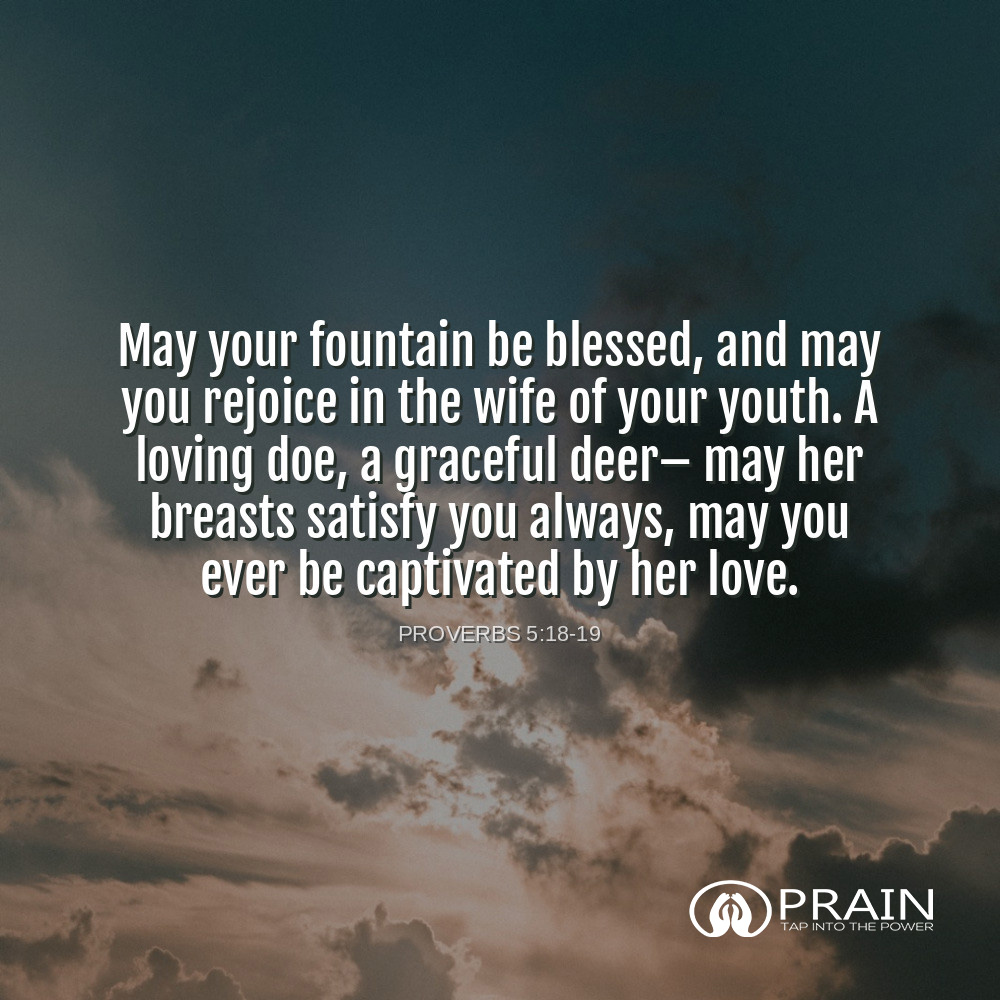 May your fountain be blessed, and may
you rejoice in the wife of your youth. A
loving doe, a graceful deer– may her
breasts satisfy you always, may you
ever be captivated by her love.
PROVERBS 5:18-19
PRAIN
TAP INTO THE POWER